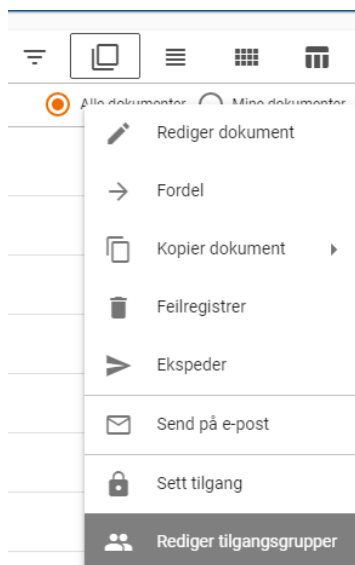 Alle dokumenter Mine dokumenter
Rediger dokument
Fordel
Kopier dokument
Feilregistrer
Ekspeder
Send på e-post
Sett tilgang
Rediger tilgangsgrupper